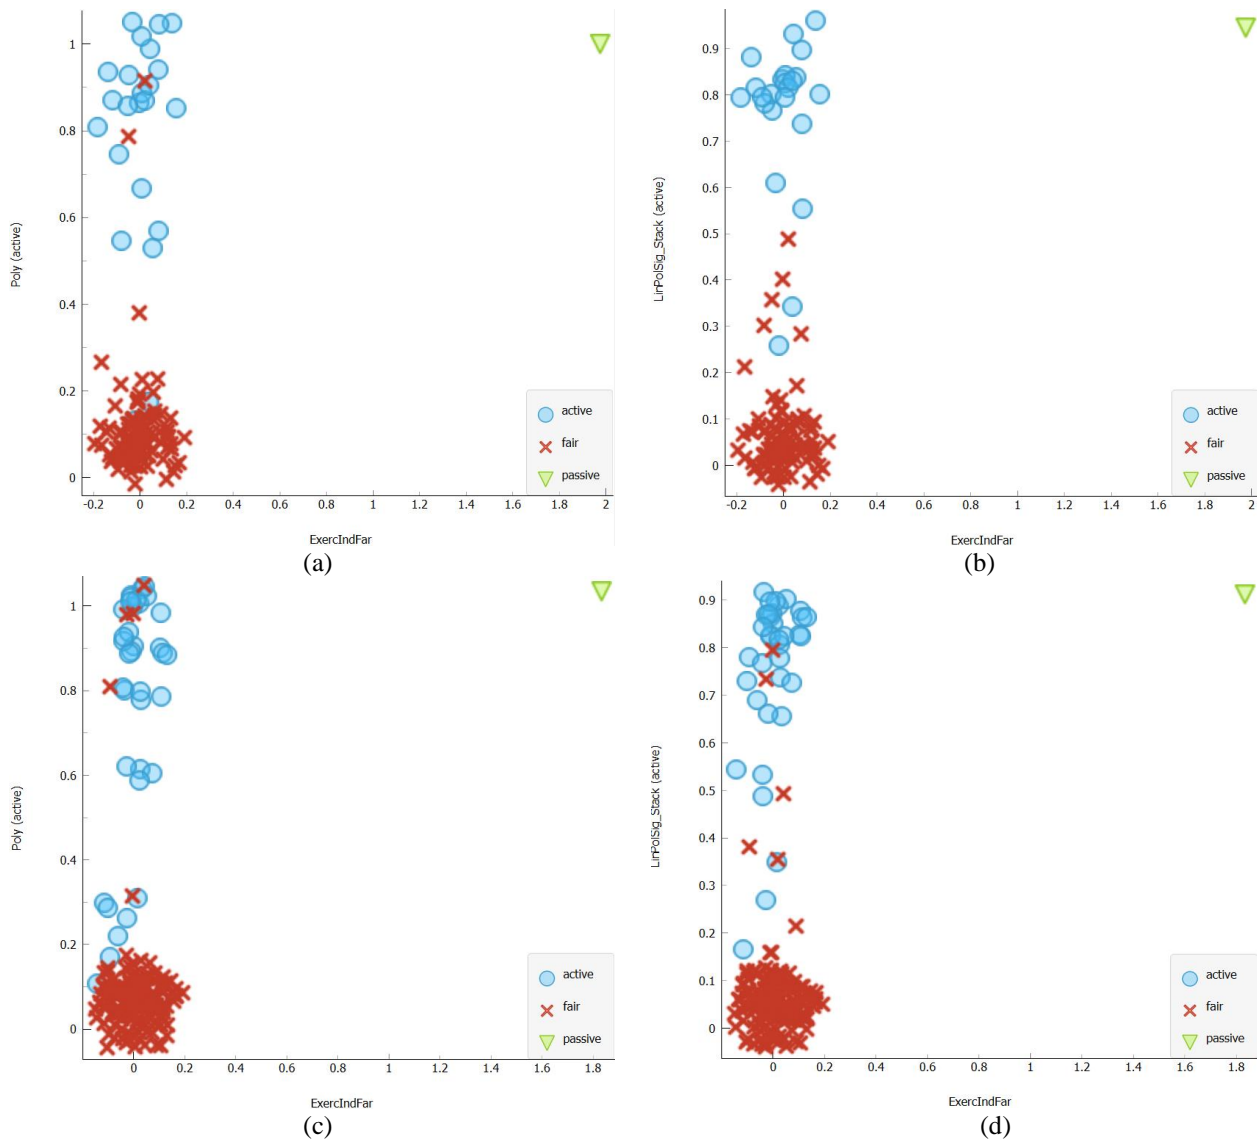 Poly (active)
1
0.8
0.6
0.4
0.2
0
-0.2 0 0.2 0.4 0.6 0.8 1 1.2 1.4 1.6 1.8 2
ExercIndFar
active
fair
passive
(a)
LinPolSig_Stack (active)
0.9
0.8
0.7
0.6
0.5
0.4
0.3
0.2
0.1
0
-0.2 0 0.2 0.4 0.6 0.8 1 1.2 1.4 1.6 1.8 2
ExercIndFar
active
fair
passive
(b)
Poly (active)
1
0.8
0.6
0.4
0.2
0
0 0.2 0.4 0.6 0.8 1 1.2 1.4 1.6 1.8
ExercIndFar
active
fair
passive
(c)
LinPolSig_Stack (active)
0.9
0.8
0.7
0.6
0.5
0.4
0.3
0.2
0.1
0
0 0.2 0.4 0.6 0.8 1 1.2 1.4 1.6 1.8
ExercIndFar
active
fair
passive
(d)